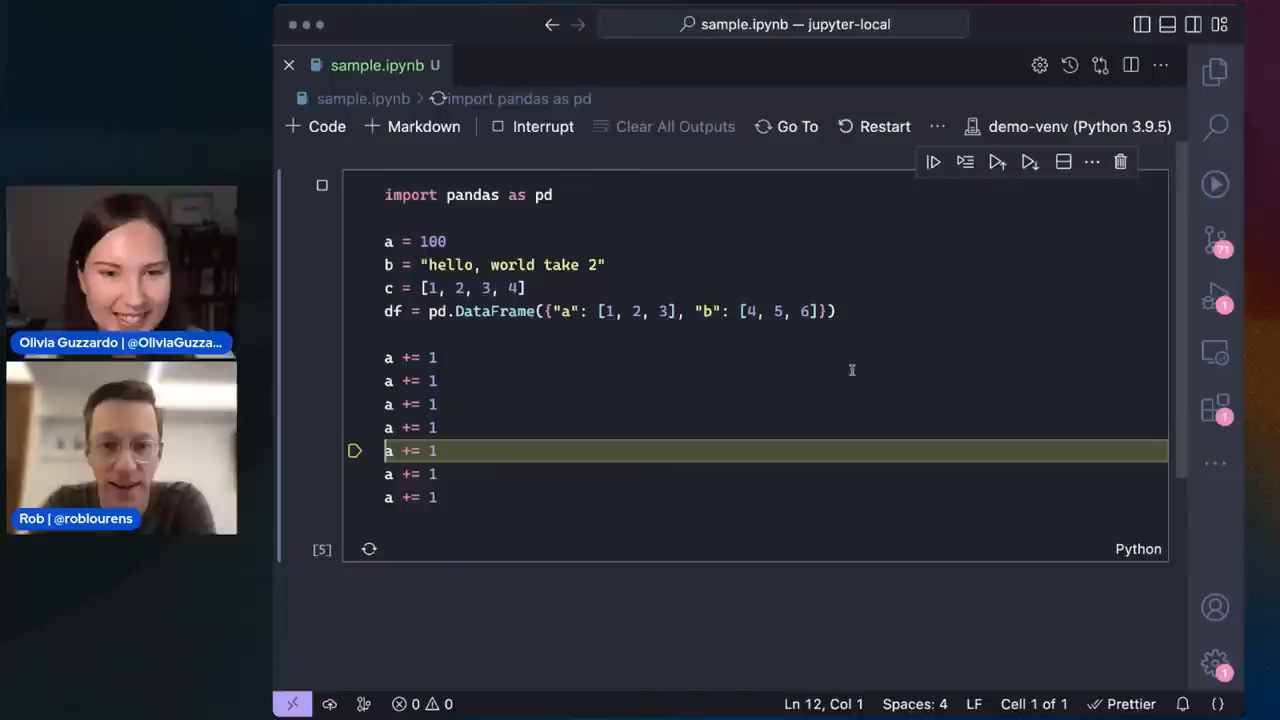 sample.ipynb — jupyter-local
sample.ipynb U
sample.ipynb > import pandas as pd
+ Code + Markdown Interrupt Clear All Outputs Go To Restart ··· demo-venv (Python 3.9.5)
import pandas as pd
a = 100
b = "hello, world take 2"
c = [1, 2, 3, 4]
df = pd.DataFrame({"a": [1, 2, 3], "b": [4, 5, 6]})
a += 1
a += 1
a += 1
a += 1
a += 1
a += 1
a += 1
[5]
Python
71
1
1
1
Olivia Guzzardo | @OliviaGuzza...
Rob | @roblourens
0 0 Ln 12, Col 1 Spaces: 4 LF Cell 1 of 1 Prettier {}